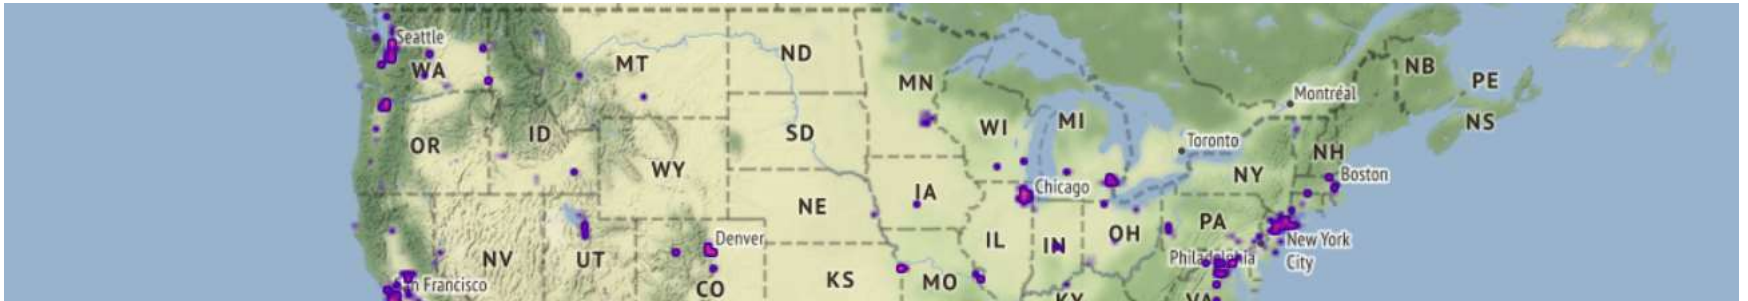 Seattle
WA
MT
ND
MN
NB
PE
NS
Montréal
OR
ID
SD
WI
MI
Toronto
NH
WY
NY
Boston
IA
Chicago
NE
PA
NV
UT
Denver
IL
IN
OH
New York
City
Philadelphia
n Francisco
CO
KS
MO
KY
VA